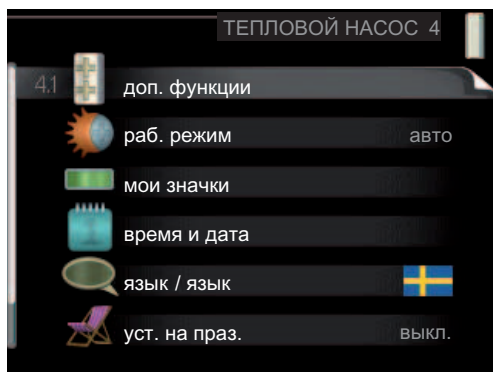 ТЕПЛОВОЙ НАСОС 4
4.1 доп. функции
раб. режим авто
мои значки
время и дата
язык / язык
уст. на праз. выкл.